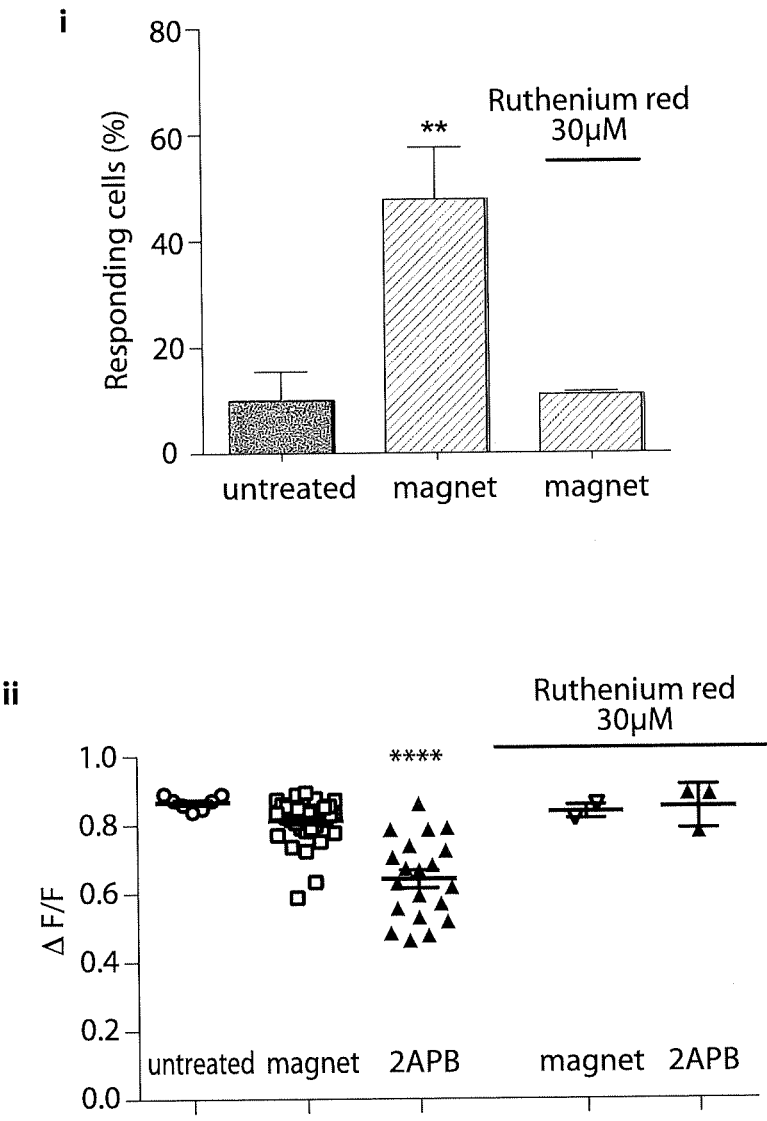 i
80
60
40
20
0
Responding cells (%)
**
Ruthenium red
30µM
untreated magnet magnet
ii
Ruthenium red
30µM
****
1.0
0.8
0.6
0.4
0.2
0.0
Δ F/F
untreated magnet 2APB magnet 2APB